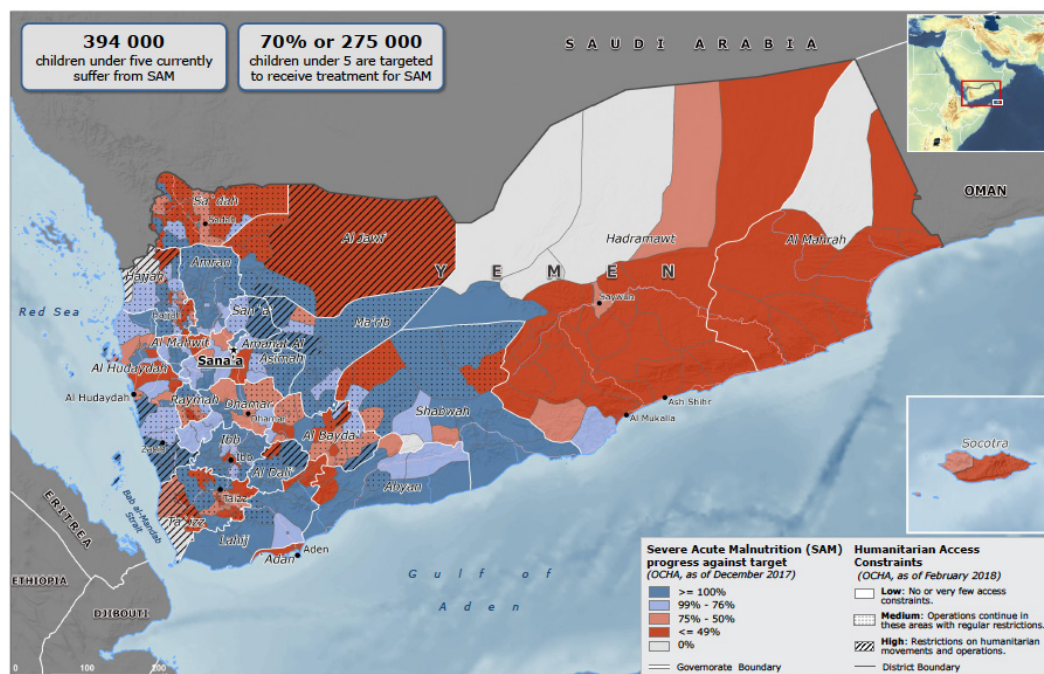 394 000
children under five currently
suffer from SAM
70% or 275 000
children under 5 are targeted
to receive treatment for SAM
SAUDI ARABIA
OMAN
Sa'dah
Sadah
Al Jawf
Hadramawt
Al Mahrah
YEMEN
Amran
Hajjah
Hajjah
San'a
Ma'rib
Saywan
Red Sea
Al Mahwit
Amanat Al
Asimah
Sana'a
Al Hudaydah
Al Hudaydah
Raymah
Dhamar
Dhamar
Shabwah
Ash Shihr
Al Mukalla
Al Bayda'
Zabid
Ibb
Ibb
Al Dali'
Abyan
Socotra
Taizz
Ta'izz
Bab al-Mandab
Strait
Lahij
Aden
Adan
ERITREA
ETHIOPIA
DJIBOUTI
Gulf of
Aden
Severe Acute Malnutrition (SAM)
progress against target
(OCHA, as of December 2017)
>= 100%
99% - 76%
75% - 50%
<= 49%
0%
Governorate Boundary
Humanitarian Access
Constraints
(OCHA, as of February 2018)
Low: No or very few access
constraints.
Medium: Operations continue in
these areas with regular restrictions.
High: Restrictions on humanitarian
movements and operations.
District Boundary
0 100 200